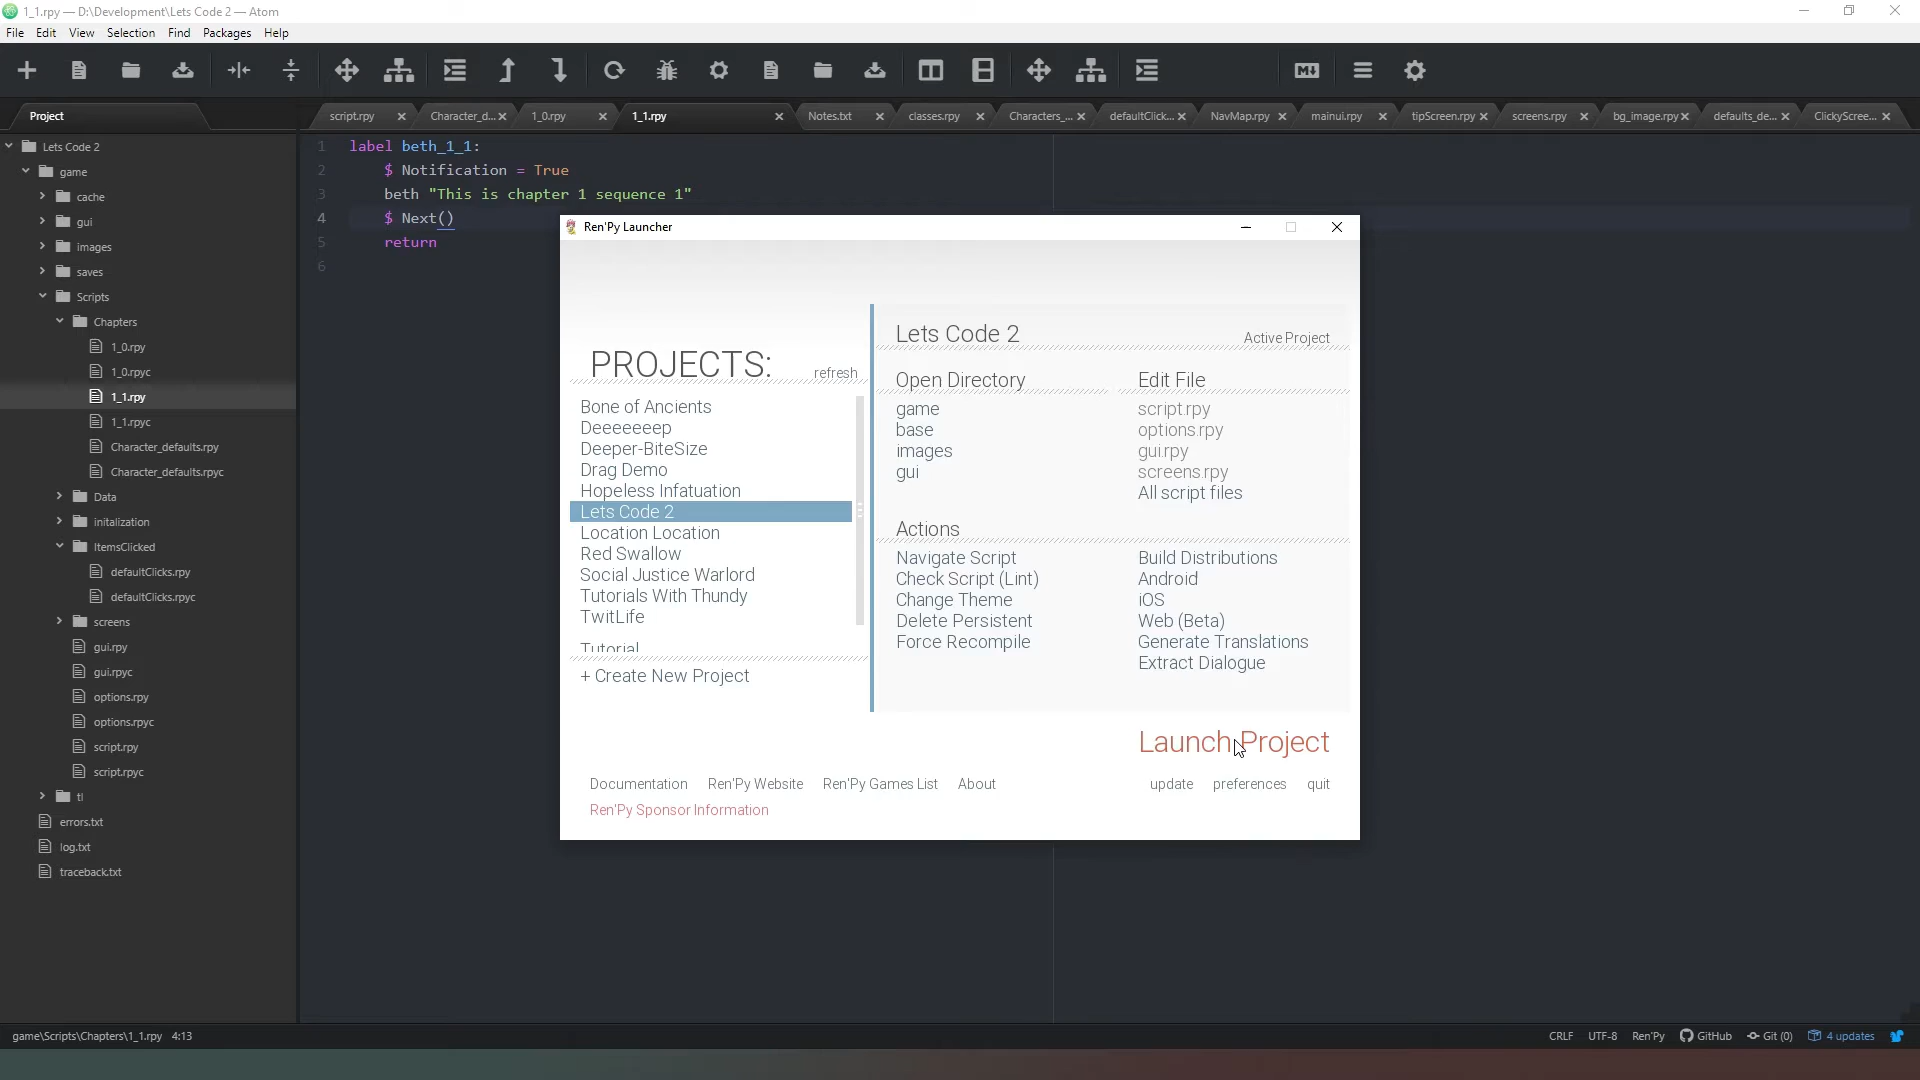 1_1.rpy — D:\Development\Lets Code 2 — Atom
File Edit View Selection Find Packages Help
Project
script.rpy
Character_d...
1_0.rpy
1_1.rpy
Notes.txt
classes.rpy
Characters_...
defaultClick...
NavMap.rpy
mainui.rpy
tipScreen.rpy
screens.rpy
bg_image.rpy
defaults_de...
ClickyScree...
Lets Code 2
game
cache
gui
images
saves
Scripts
Chapters
1_0.rpy
1_0.rpyc
1_1.rpy
1_1.rpyc
Character_defaults.rpy
Character_defaults.rpyc
Data
initalization
ItemsClicked
defaultClicks.rpy
defaultClicks.rpyc
screens
gui.rpy
gui.rpyc
options.rpy
options.rpyc
script.rpy
script.rpyc
tl
errors.txt
log.txt
traceback.txt
1 label beth_1_1:
2 $ Notification = True
3 beth "This is chapter 1 sequence 1"
4 $ Next()
5 return
6
Ren'Py Launcher
PROJECTS:
refresh
Bone of Ancients
Deeeeeeep
Deeper-BiteSize
Drag Demo
Hopeless Infatuation
Lets Code 2
Location Location
Red Swallow
Social Justice Warlord
Tutorials With Thundy
TwitLife
Tutorial
+ Create New Project
Lets Code 2
Active Project
Open Directory
game
base
images
gui
Edit File
script.rpy
options.rpy
gui.rpy
screens.rpy
All script files
Actions
Navigate Script
Check Script (Lint)
Change Theme
Delete Persistent
Force Recompile
Build Distributions
Android
iOS
Web (Beta)
Generate Translations
Extract Dialogue
Launch Project
Documentation Ren'Py Website Ren'Py Games List About
update preferences quit
Ren'Py Sponsor Information
game\Scripts\Chapters\1_1.rpy 4:13
CRLF UTF-8 Ren'Py GitHub Git (0) 4 updates